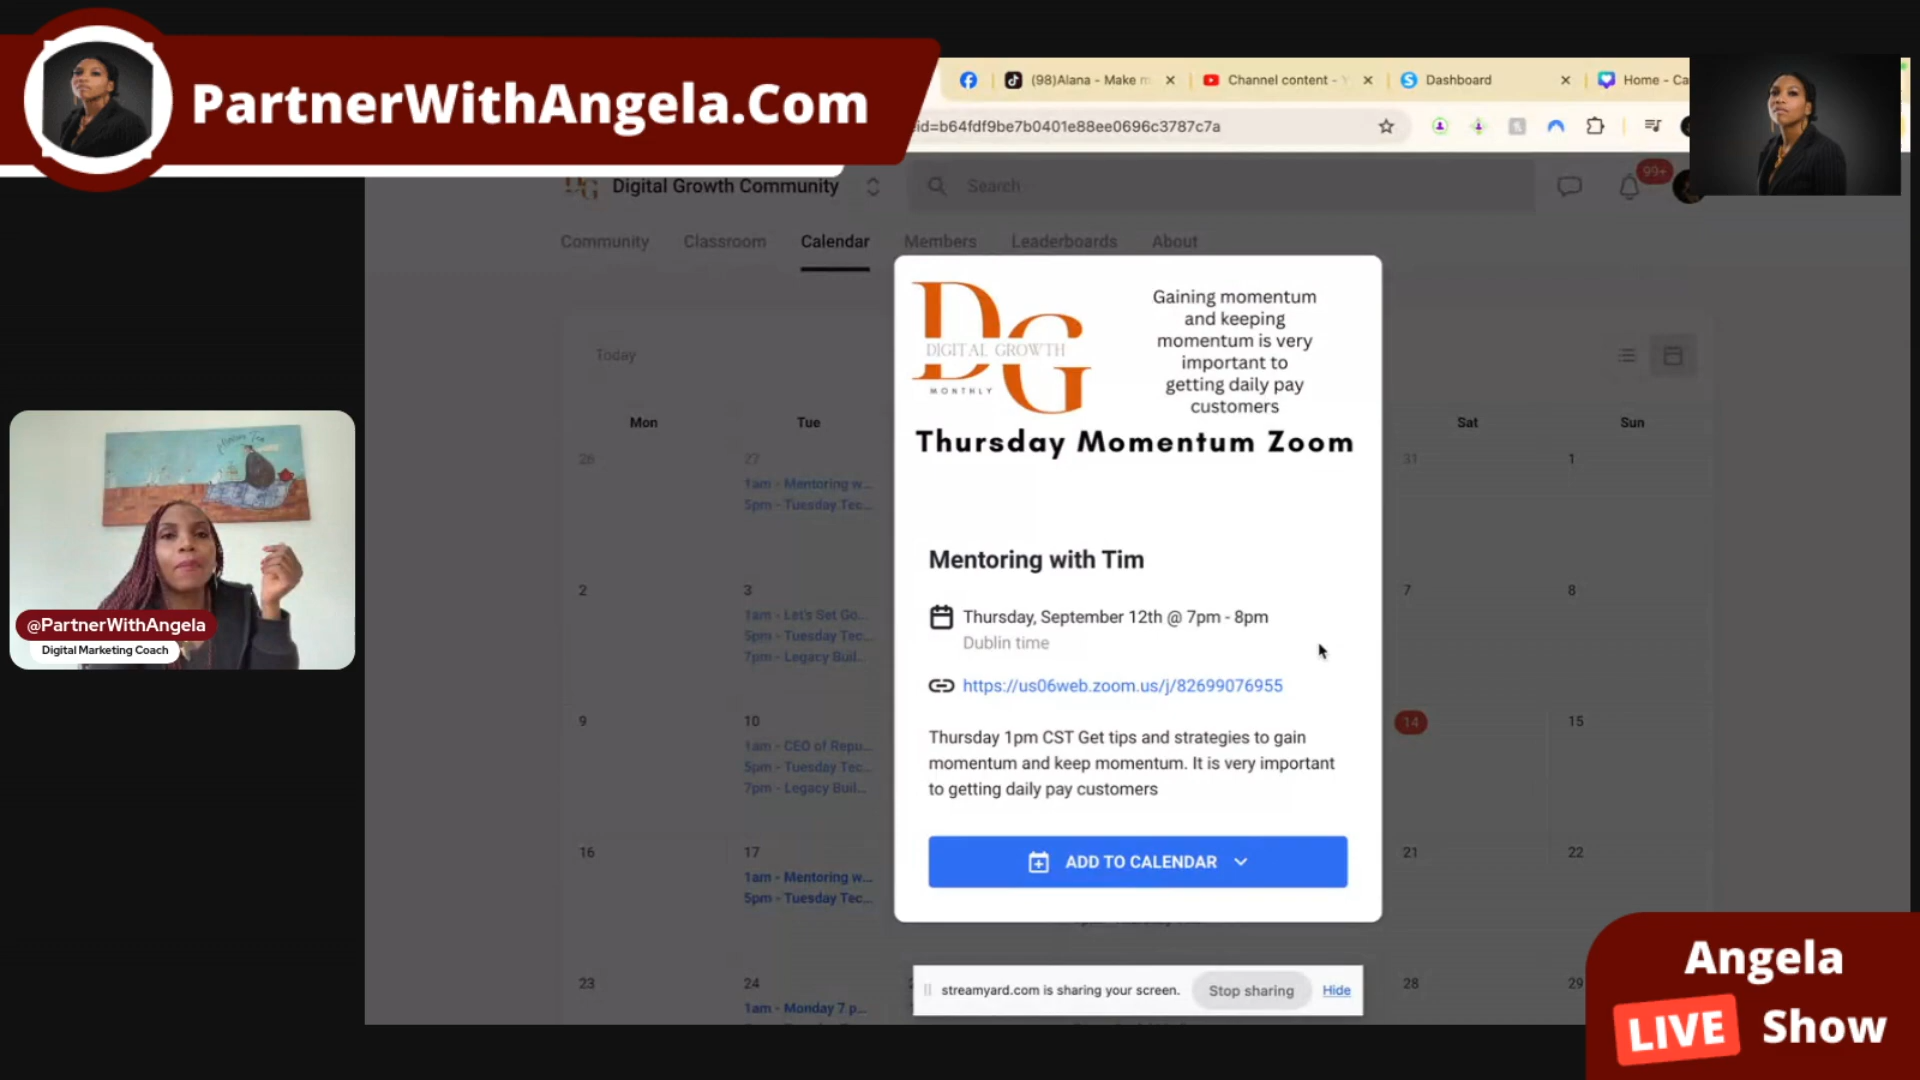 PartnerWithAngela.Com
(98)Alana - Make m
Channel content -
Dashboard
Home - Ca
eid=b64fdf9be7b0401e88ee0696c3787c7a
DG
Digital Growth Community
Search
99+
Community
Classroom
Calendar
Members
Leaderboards
About
Today
Mon
Tue
Sat
Sun
26
27
1am - Mentoring w...
5pm - Tuesday Tec...
31
1
2
3
1am - Let's Set Go...
5pm - Tuesday Tec...
7pm - Legacy Buil...
7
8
9
10
1am - CEO of Repu...
5pm - Tuesday Tec...
7pm - Legacy Buil...
14
15
16
17
1am - Mentoring w...
5pm - Tuesday Tec...
21
22
23
24
1am - Monday 7 p...
28
29
DG
DIGITAL GROWTH
MONTHLY
Gaining momentum
and keeping
momentum is very
important to
getting daily pay
customers
Thursday Momentum Zoom
Mentoring with Tim
Thursday, September 12th @ 7pm - 8pm
Dublin time
https://us06web.zoom.us/j/82699076955
Thursday 1pm CST Get tips and strategies to gain
momentum and keep momentum. It is very important
to getting daily pay customers
ADD TO CALENDAR
streamyard.com is sharing your screen.
Stop sharing
Hide
@PartnerWithAngela
Digital Marketing Coach
Angela
LIVE Show